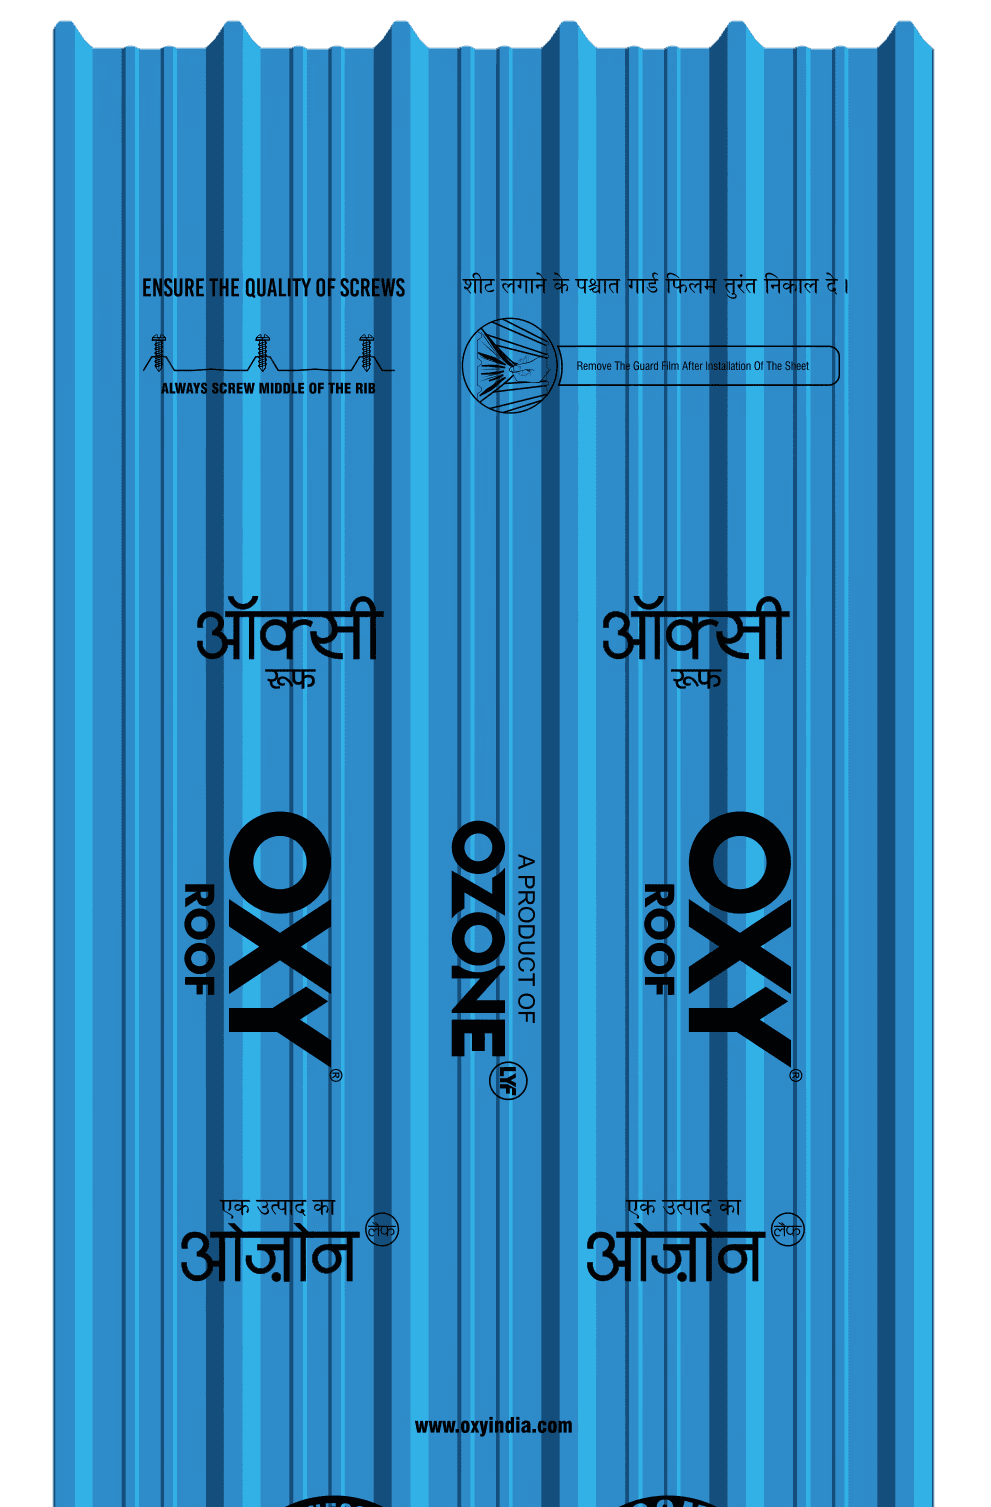 ENSURE THE QUALITY OF SCREWS
ALWAYS SCREW MIDDLE OF THE RIB
शीट लगाने के पश्चात गार्ड फिलम तुरंत निकाल दे।
Remove The Guard Film After Installation Of The Sheet
ऑक्सी
रूफ
ऑक्सी
रूफ
OXY®
ROOF
A PRODUCT OF
OZONE LYF
OXY®
ROOF
एक उत्पाद का
ओज़ोन लैफ
एक उत्पाद का
ओज़ोन लैफ
www.oxyindia.com